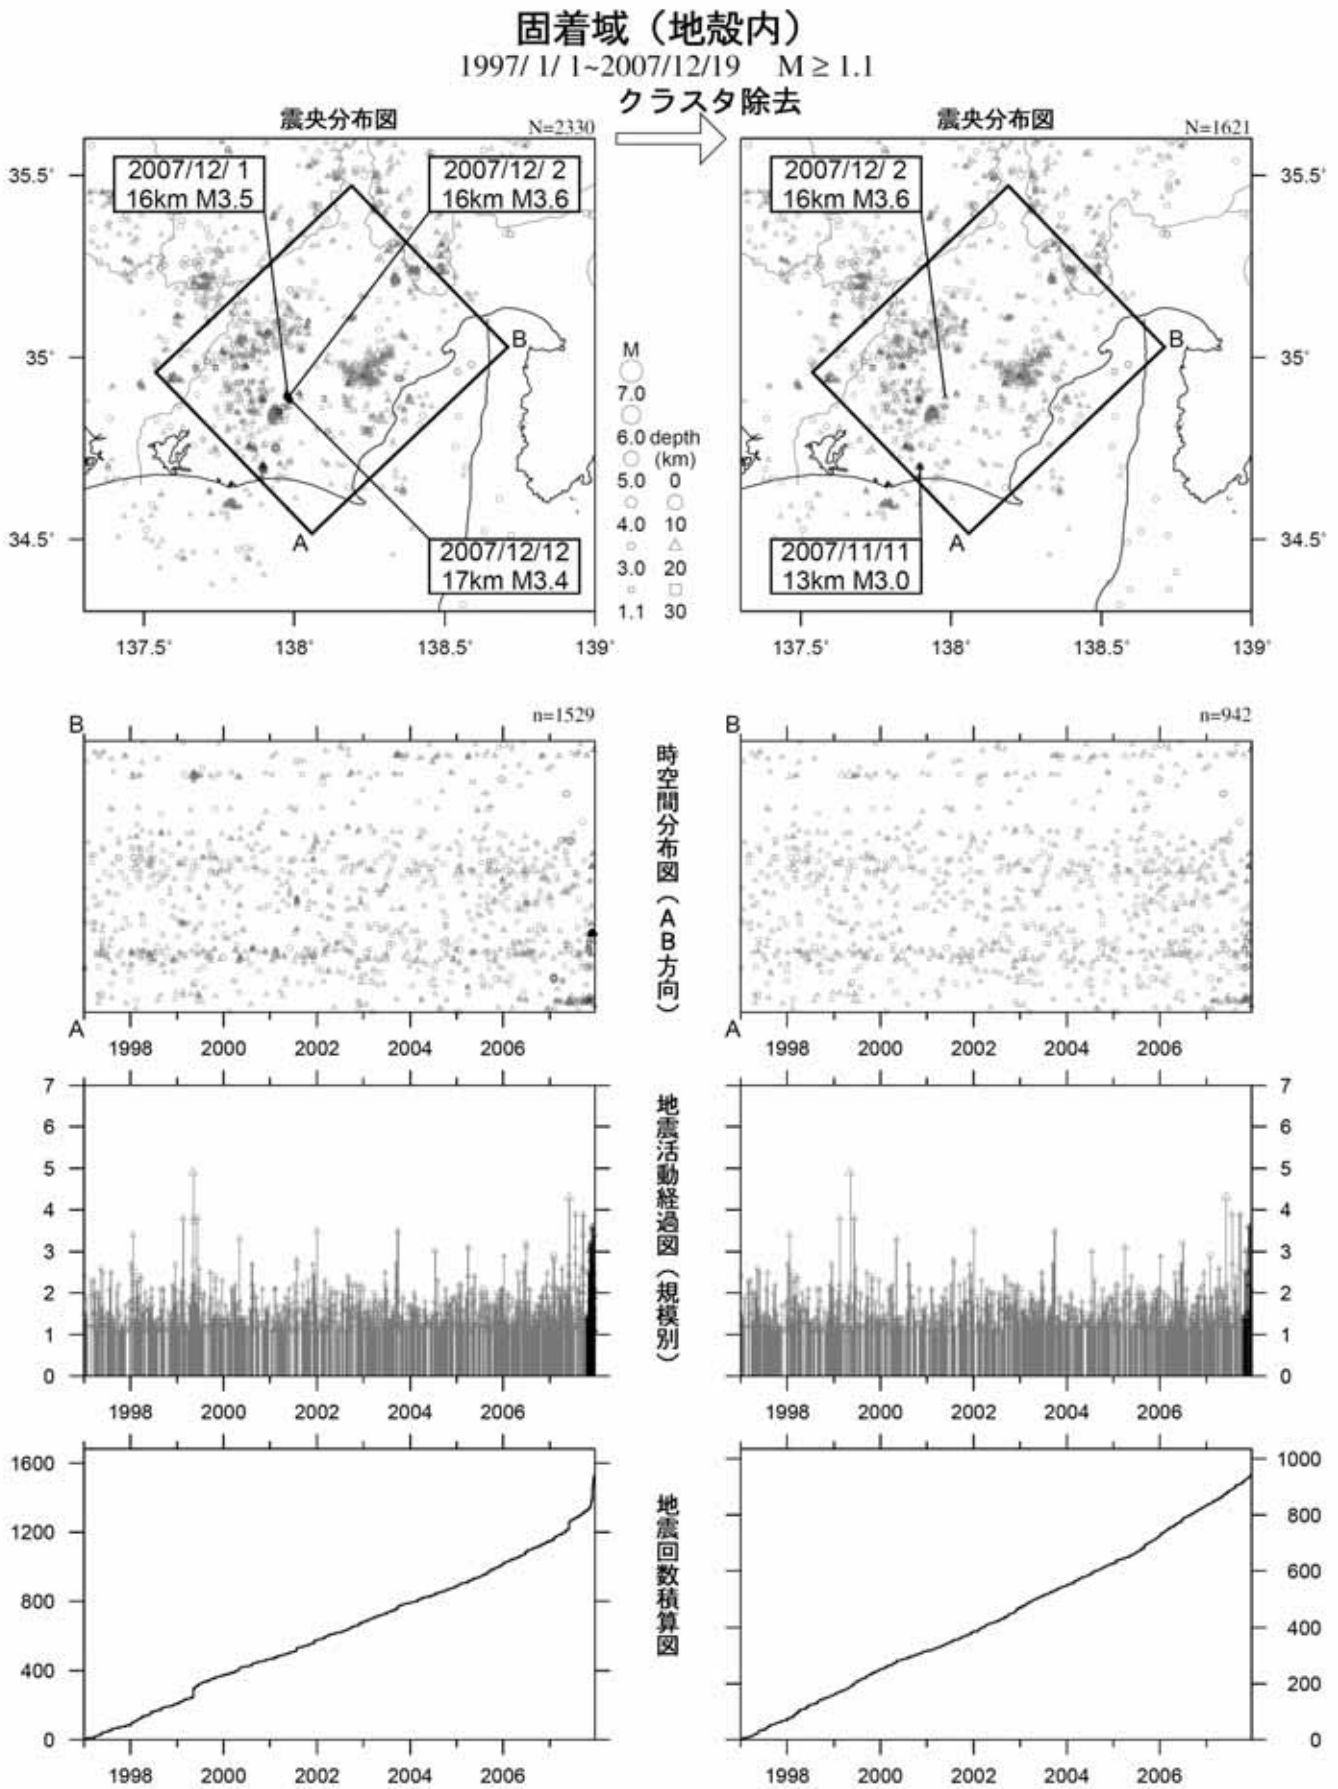 固着域（地殻内）
1997/ 1/ 1~2007/12/19 M ≥ 1.1
クラスタ除去
震央分布図
N=2330
2007/12/ 1
16km M3.5
2007/12/ 2
16km M3.6
2007/12/12
17km M3.4
A
B
35.5°
35°
34.5°
137.5°
138°
138.5°
139°
M
7.0
6.0 depth
(km)
5.0 0
4.0 10
3.0 20
1.1 30
震央分布図
N=1621
2007/12/ 2
16km M3.6
2007/11/11
13km M3.0
A
B
35.5°
35°
34.5°
137.5°
138°
138.5°
139°
時空間分布図（AB方向）
B
n=1529
A
1998 2000 2002 2004 2006
B
n=942
A
1998 2000 2002 2004 2006
地震活動経過図（規模別）
7
6
5
4
3
2
1
0
1998 2000 2002 2004 2006
7
6
5
4
3
2
1
0
1998 2000 2002 2004 2006
地震回数積算図
1600
1200
800
400
0
1998 2000 2002 2004 2006
1000
800
600
400
200
0
1998 2000 2002 2004 2006